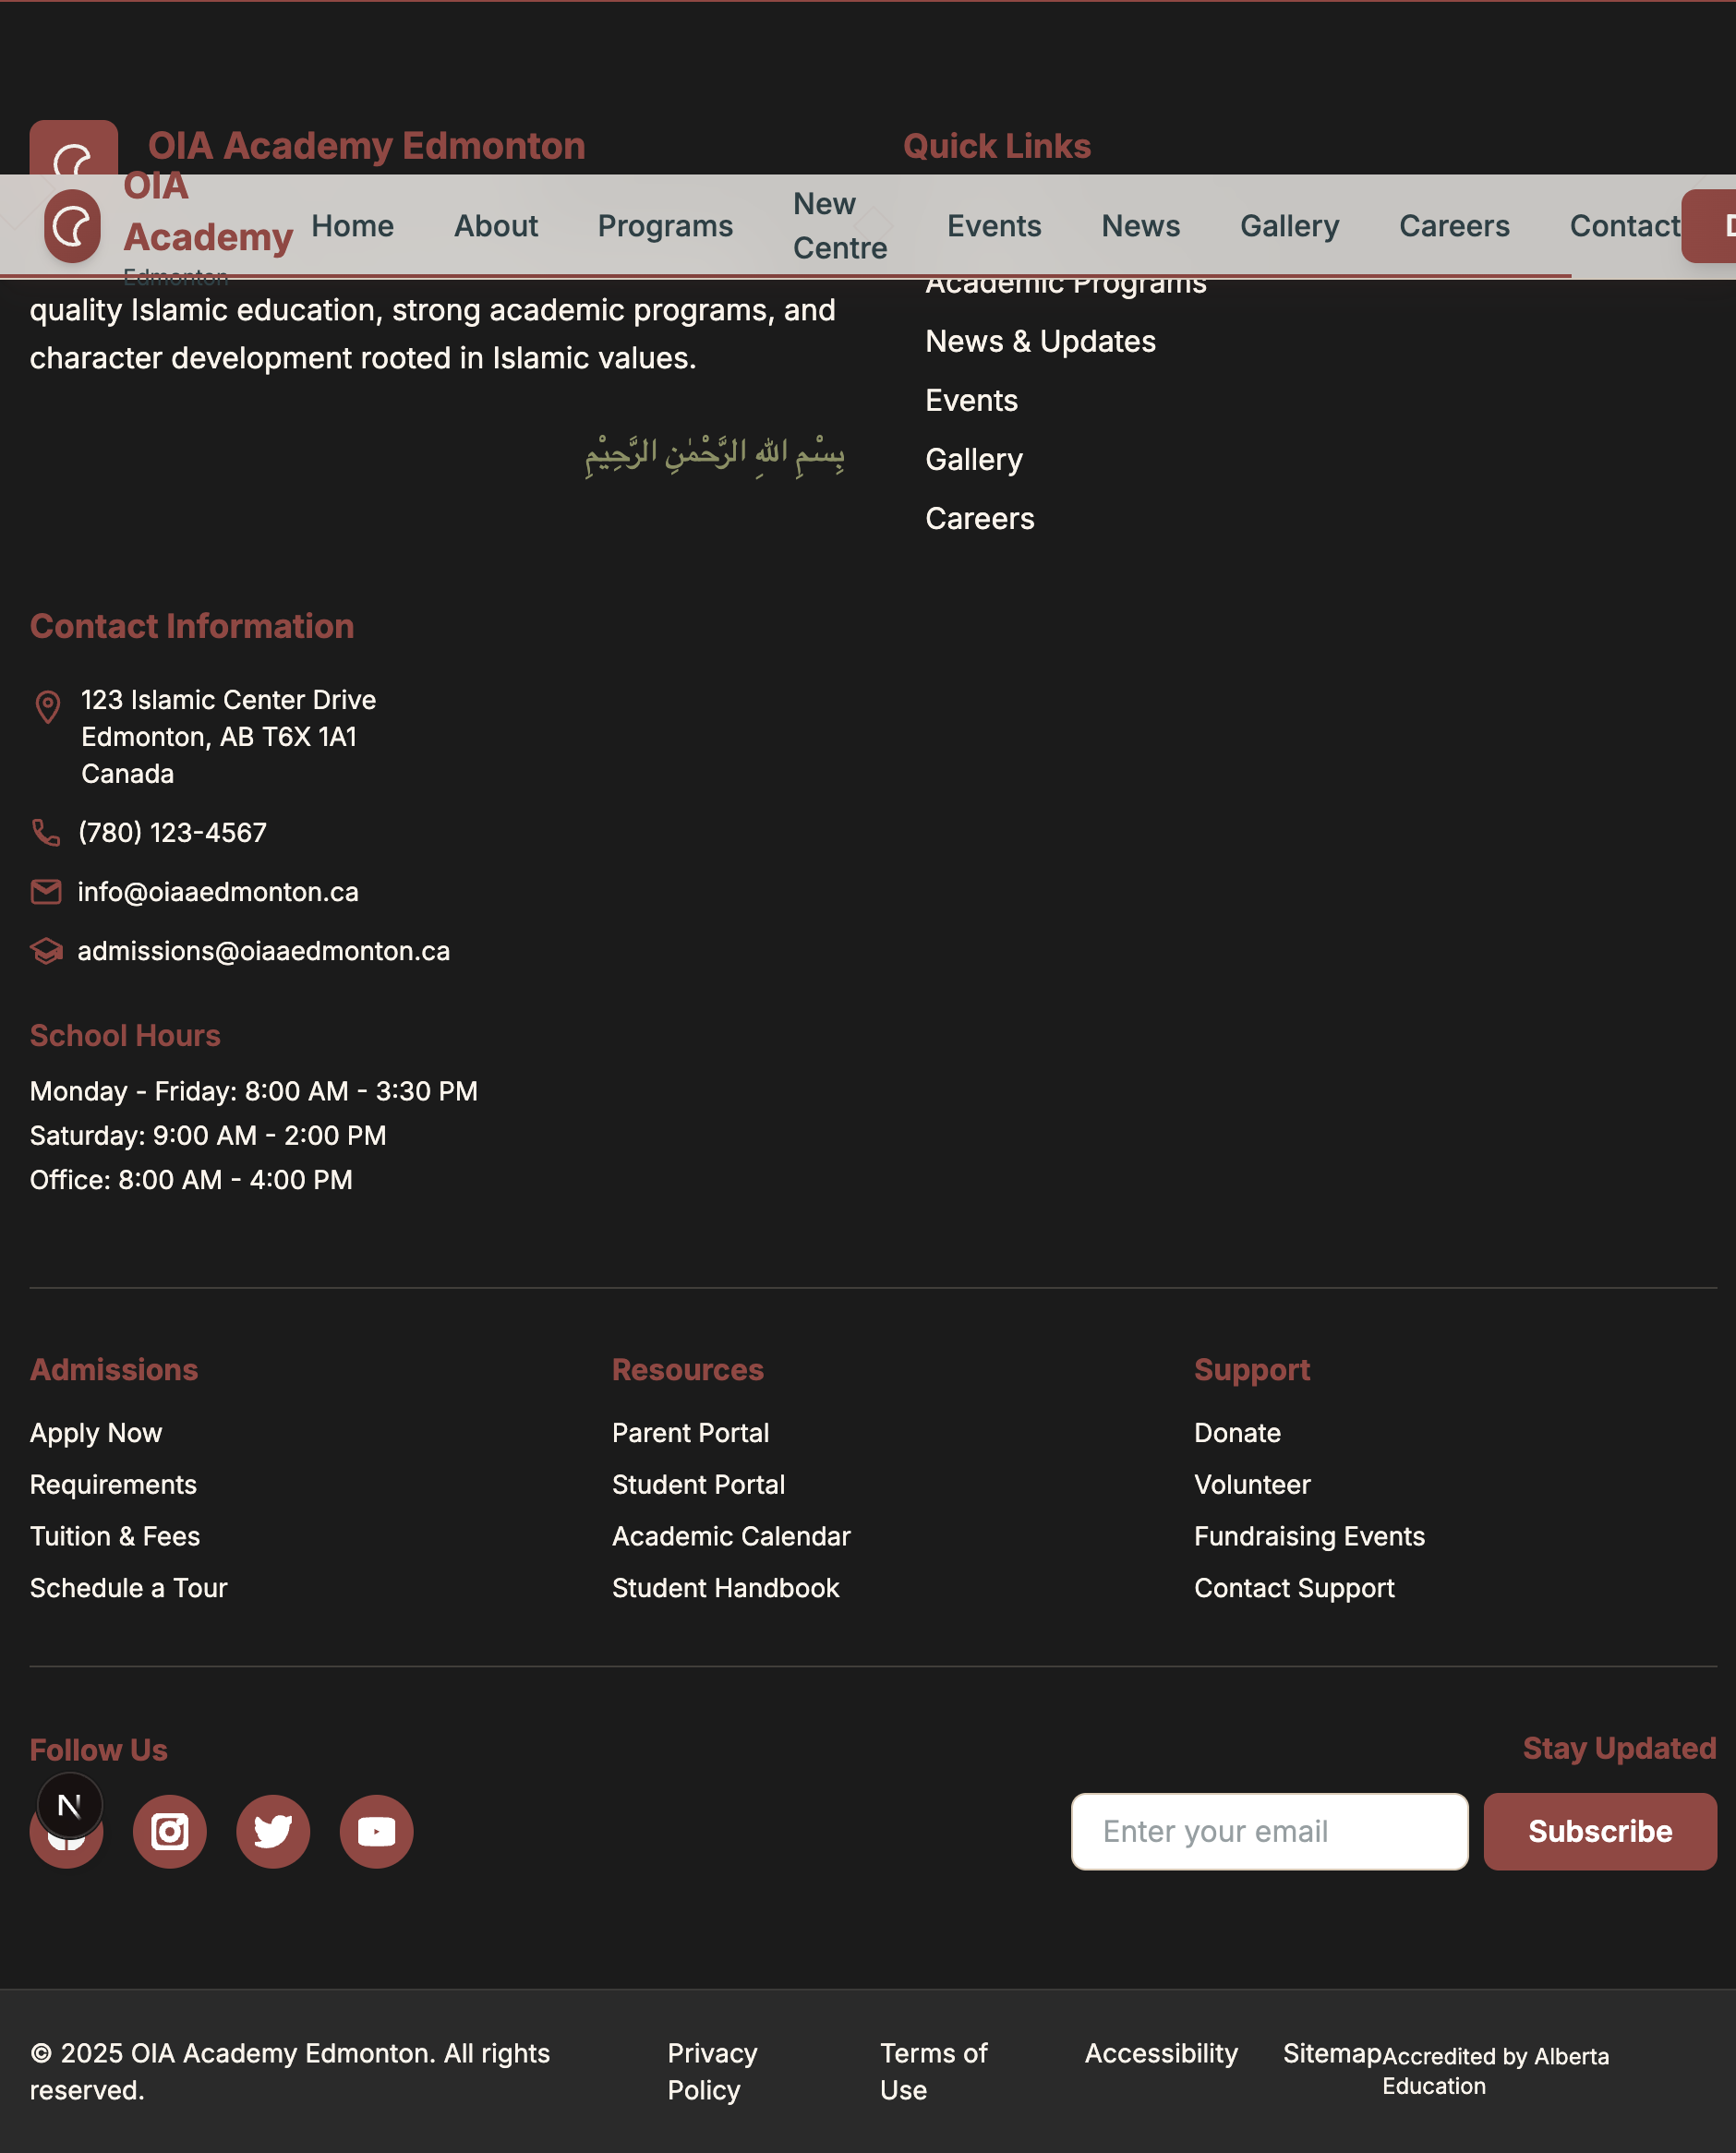 OIA Academy Edmonton
Quick Links
OIA
Academy
Edmonton
Home
About
Programs
New
Centre
Events
News
Gallery
Careers
Contact
D
quality Islamic education, strong academic programs, and
character development rooted in Islamic values.
بِسْمِ اللهِ الرَّحْمٰنِ الرَّحِيْمِ
Academic Programs
News & Updates
Events
Gallery
Careers
Contact Information
123 Islamic Center Drive
Edmonton, AB T6X 1A1
Canada
(780) 123-4567
info@oiaaedmonton.ca
admissions@oiaaedmonton.ca
School Hours
Monday - Friday: 8:00 AM - 3:30 PM
Saturday: 9:00 AM - 2:00 PM
Office: 8:00 AM - 4:00 PM
Admissions
Apply Now
Requirements
Tuition & Fees
Schedule a Tour
Resources
Parent Portal
Student Portal
Academic Calendar
Student Handbook
Support
Donate
Volunteer
Fundraising Events
Contact Support
Follow Us
N
Stay Updated
Enter your email
Subscribe
© 2025 OIA Academy Edmonton. All rights
reserved.
Privacy
Policy
Terms of
Use
Accessibility
Sitemap
Accredited by Alberta
Education